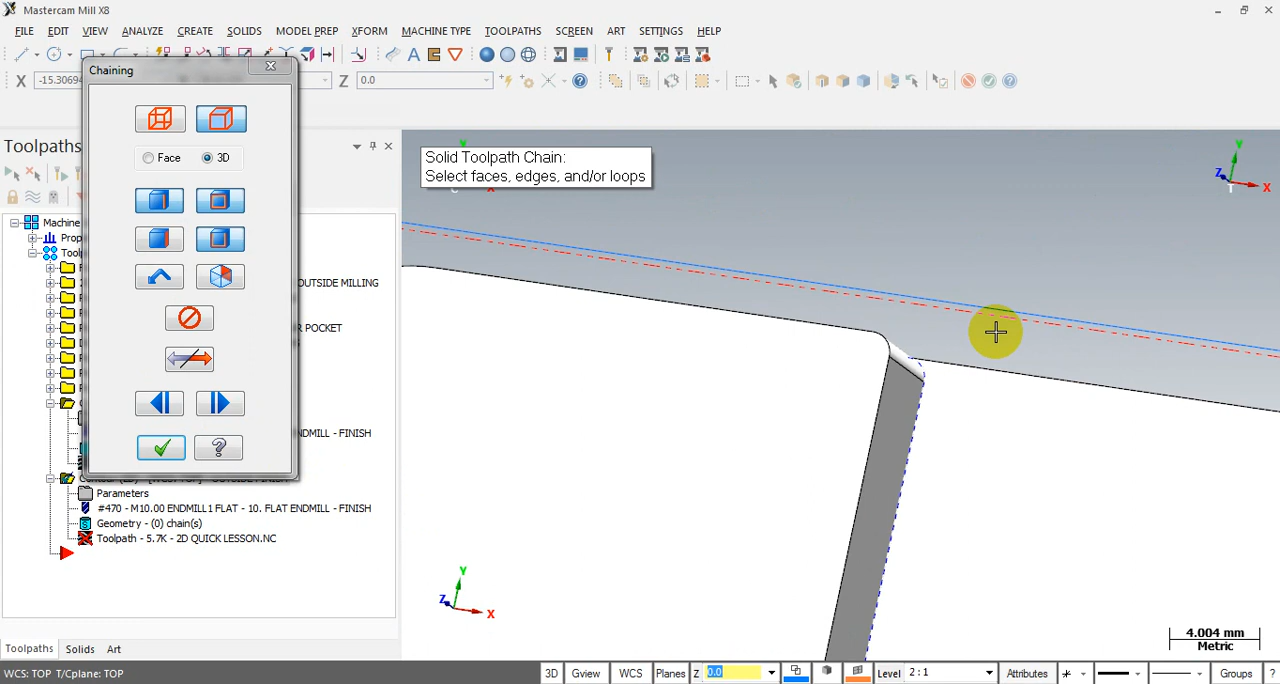 Mastercam Mill X8
FILE EDIT VIEW ANALYZE CREATE SOLIDS MODEL PREP XFORM MACHINE TYPE TOOLPATHS SCREEN ART SETTINGS HELP
X -15.30694 Z 0.0
Chaining
Face 3D
Toolpaths
Machine
OUTSIDE MILLING
POCKET
ENDMILL - FINISH
Parameters
#470 - M10.00 ENDMILL1 FLAT - 10. FLAT ENDMILL - FINISH
Geometry - (0) chain(s)
Toolpath - 5.7K - 2D QUICK LESSON.NC
Solid Toolpath Chain:
Select faces, edges, and/or loops
Y
Z
X
T
Y
Z
X
4.004 mm
Metric
Toolpaths Solids Art
WCS: TOP T/Cplane: TOP 3D Gview WCS Planes Z 0.0 Level 2 : 1 Attributes Groups ?